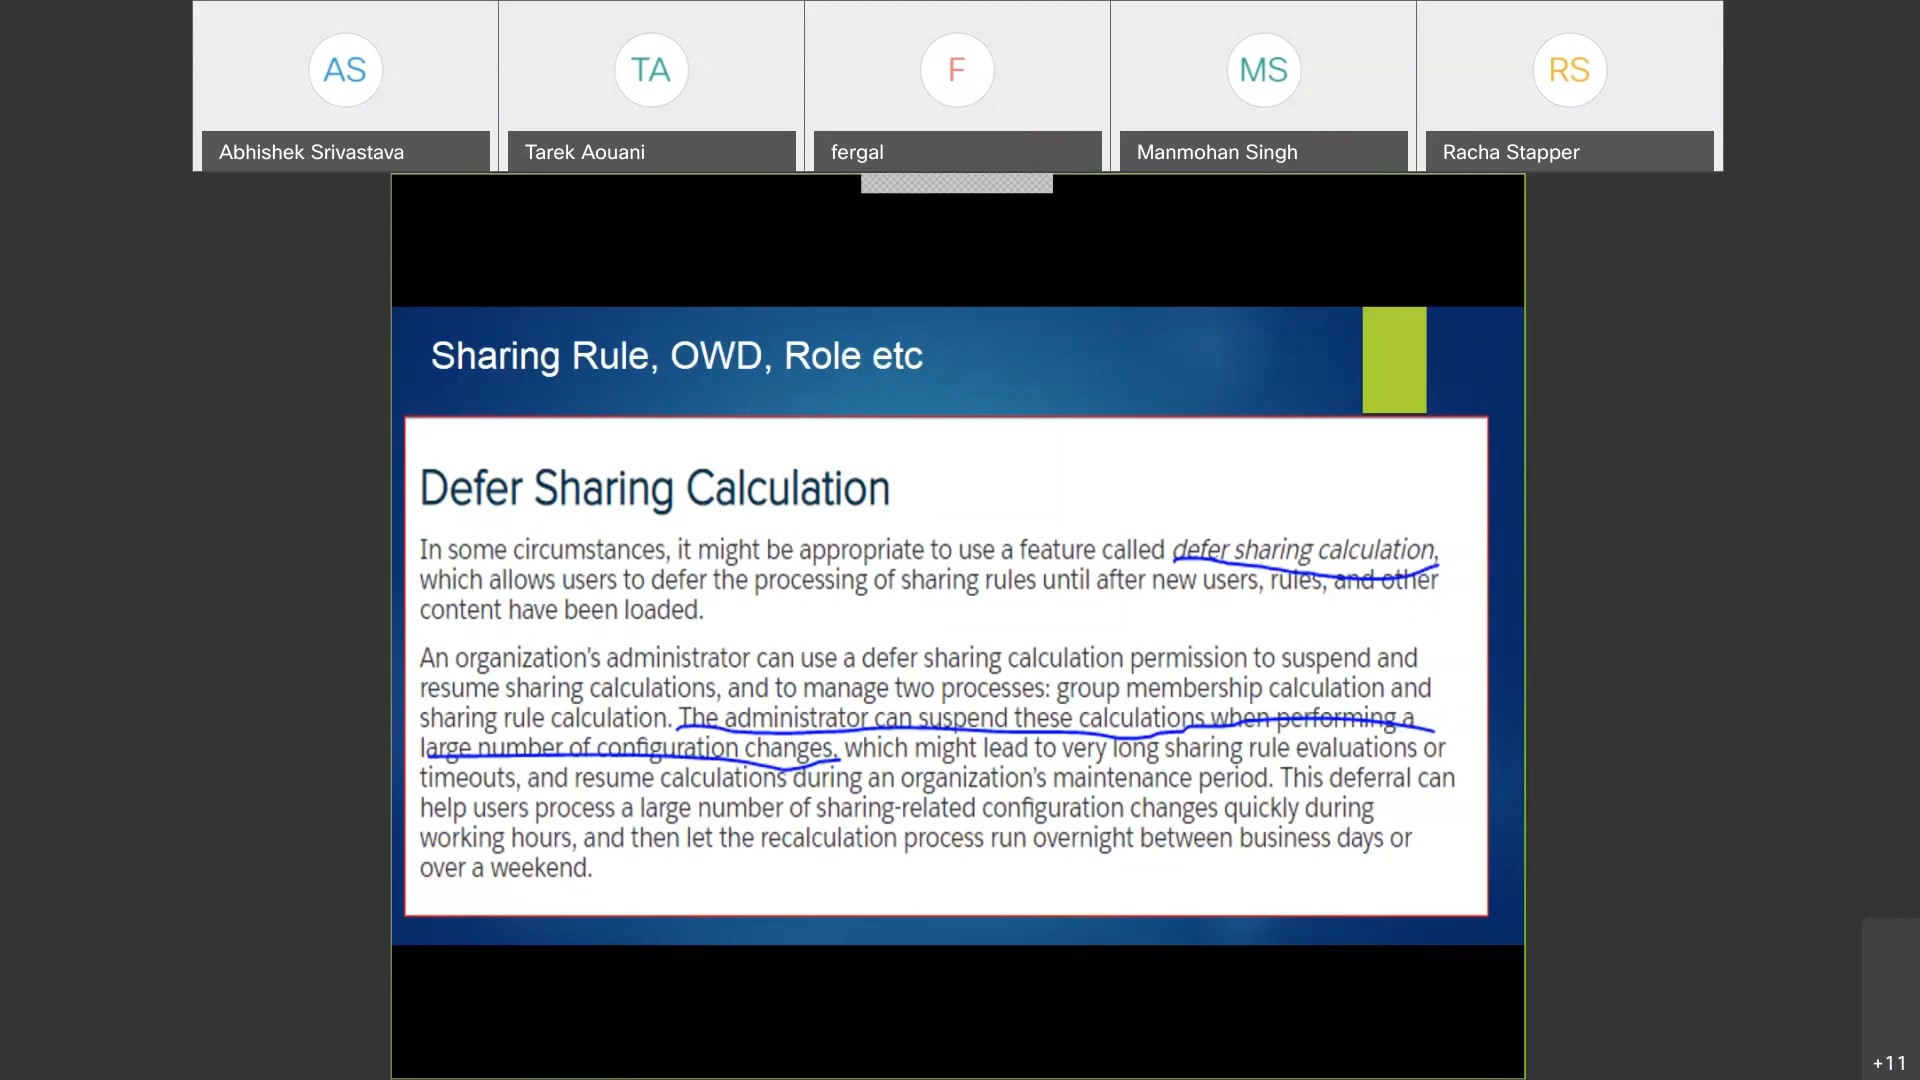 AS
TA
F
MS
RS
Abhishek Srivastava
Tarek Aouani
fergal
Manmohan Singh
Racha Stapper
Sharing Rule, OWD, Role etc
Defer Sharing Calculation
In some circumstances, it might be appropriate to use a feature called defer sharing calculation,
which allows users to defer the processing of sharing rules until after new users, rules, and other
content have been loaded.
An organization's administrator can use a defer sharing calculation permission to suspend and
resume sharing calculations, and to manage two processes: group membership calculation and
sharing rule calculation. The administrator can suspend these calculations when performing a
large number of configuration changes, which might lead to very long sharing rule evaluations or
timeouts, and resume calculations during an organization's maintenance period. This deferral can
help users process a large number of sharing-related configuration changes quickly during
working hours, and then let the recalculation process run overnight between business days or
over a weekend.
+11